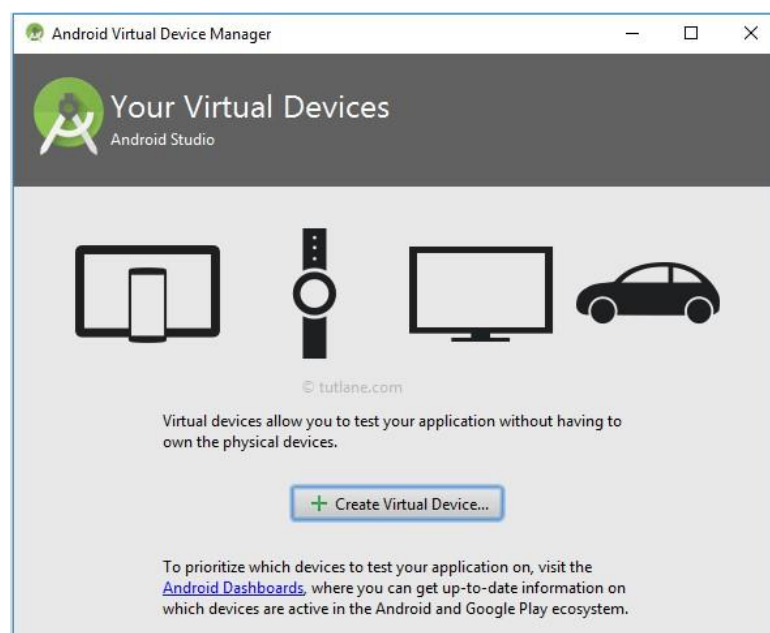 Android Virtual Device Manager
Your Virtual Devices
Android Studio
© tutlane.com
Virtual devices allow you to test your application without having to
own the physical devices.
Create Virtual Device...
To prioritize which devices to test your application on, visit the
Android Dashboards, where you can get up-to-date information on
which devices are active in the Android and Google Play ecosystem.